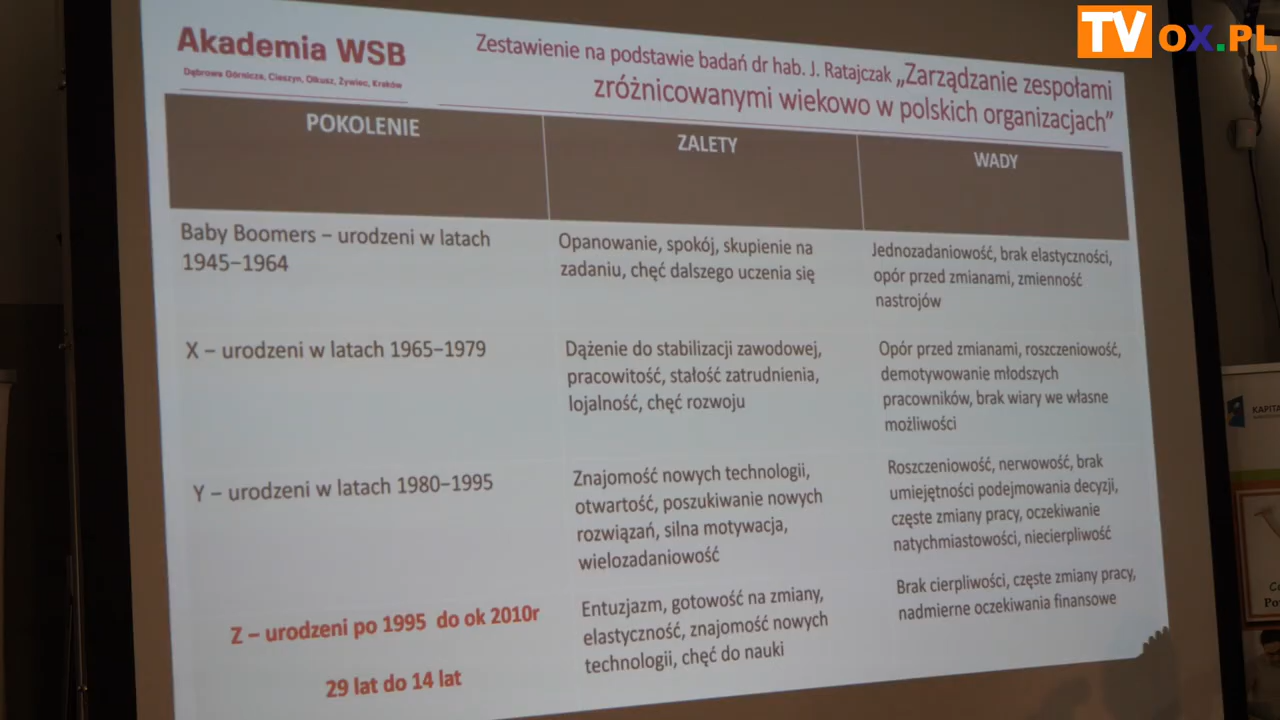 TVOX.PL
Akademia WSB
Dąbrowa Górnicza, Cieszyn, Olkusz, Żywiec, Kraków
Zestawienie na podstawie badań dr hab. J. Ratajczak „Zarządzanie zespołami
zróżnicowanymi wiekowo w polskich organizacjach”
POKOLENIE
ZALETY
WADY
Baby Boomers – urodzeni w latach
1945–1964
Opanowanie, spokój, skupienie na
zadaniu, chęć dalszego uczenia się
Jednozadaniowość, brak elastyczności,
opór przed zmianami, zmienność
nastrojów
X – urodzeni w latach 1965–1979
Dążenie do stabilizacji zawodowej,
pracowitość, stałość zatrudnienia,
lojalność, chęć rozwoju
Opór przed zmianami, roszczeniowość,
demotywowanie młodszych
pracowników, brak wiary we własne
możliwości
Y – urodzeni w latach 1980–1995
Znajomość nowych technologii,
otwartość, poszukiwanie nowych
rozwiązań, silna motywacja,
wielozadaniowość
Roszczeniowość, nerwowość, brak
umiejętności podejmowania decyzji,
częste zmiany pracy, oczekiwanie
natychmiastowości, niecierpliwość
Z – urodzeni po 1995 do ok 2010r
29 lat do 14 lat
Entuzjazm, gotowość na zmiany,
elastyczność, znajomość nowych
technologii, chęć do nauki
Brak cierpliwości, częste zmiany pracy,
nadmierne oczekiwania finansowe